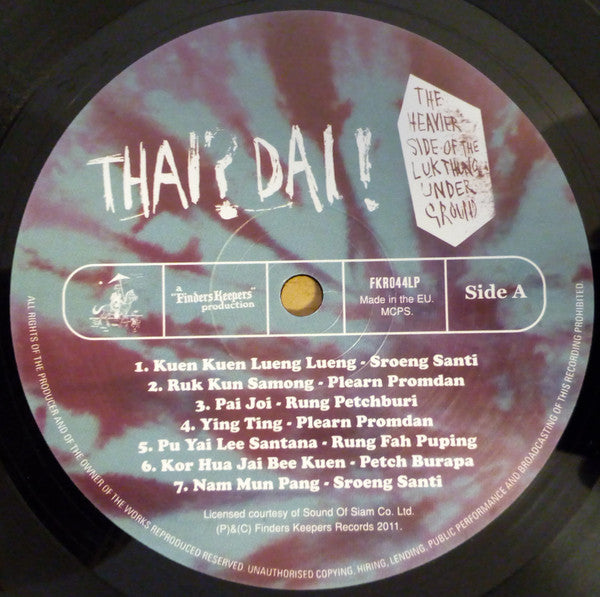 THAI? DAI!
THE
HEAVIER
SIDE-OF-THE
LUK THUNG
UNDER
GROUND
a
"Finders Keepers"
production
FKR044LP
Made in the EU.
MCPS.
Side A
1. Kuen Kuen Lueng Lueng - Sroeng Santi
2. Ruk Kun Samong - Plearn Promdan
3. Pai Joi - Rung Petchburi
4. Ying Ting - Plearn Promdan
5. Pu Yai Lee Santana - Rung Fah Puping
6. Kor Hua Jai Bee Kuen - Petch Burapa
7. Nam Mun Pang - Sroeng Santi
Licensed courtesy of Sound Of Siam Co. Ltd.
(P)&(C) Finders Keepers Records 2011.
ALL RIGHTS OF THE PRODUCER AND OF THE OWNER OF THE WORKS REPRODUCED RESERVED. UNAUTHORISED COPYING, HIRING, LENDING, PUBLIC PERFORMANCE AND BROADCASTING OF THIS RECORDING PROHIBITED.